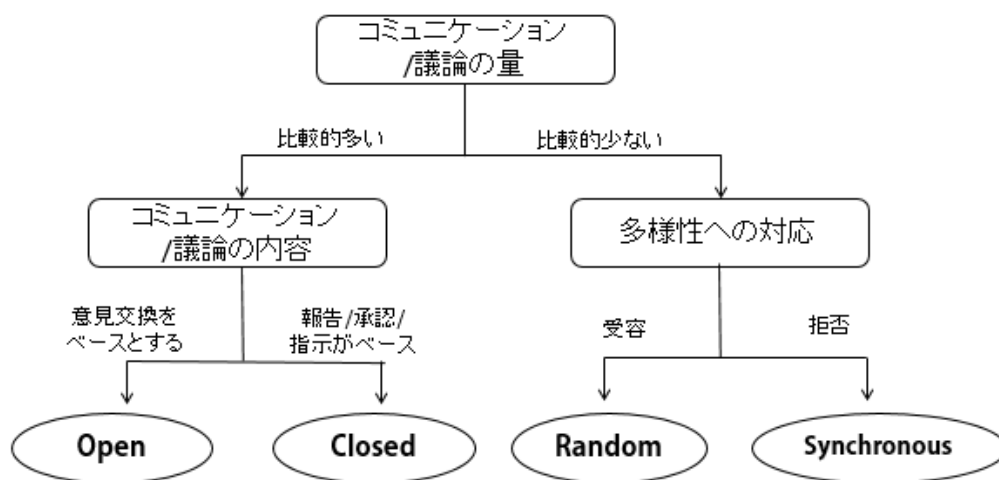 コミュニケーション
/議論の量
比較的多い
比較的少ない
コミュニケーション
/議論の内容
多様性への対応
意見交換を
ベースとする
報告/承認/
指示がベース
受容
拒否
Open
Closed
Random
Synchronous